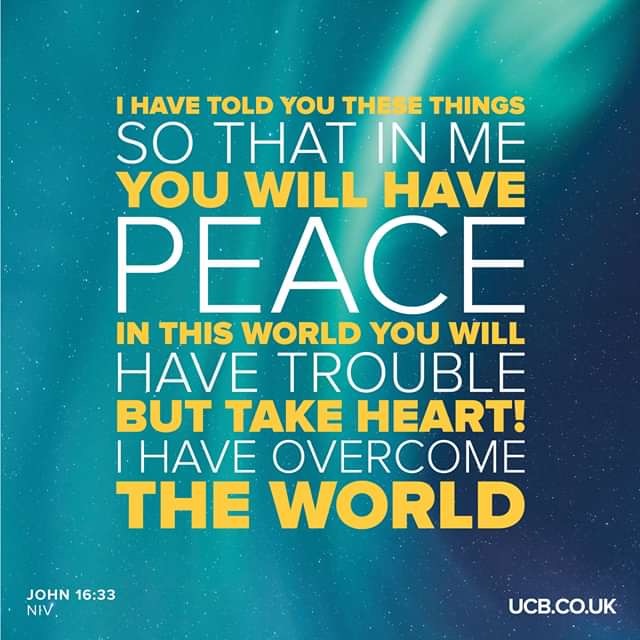 I HAVE TOLD YOU THESE THINGS
SO THAT IN ME
YOU WILL HAVE
PEACE
IN THIS WORLD YOU WILL
HAVE TROUBLE
BUT TAKE HEART!
I HAVE OVERCOME
THE WORLD
JOHN 16:33
NIV.
UCB.CO.UK